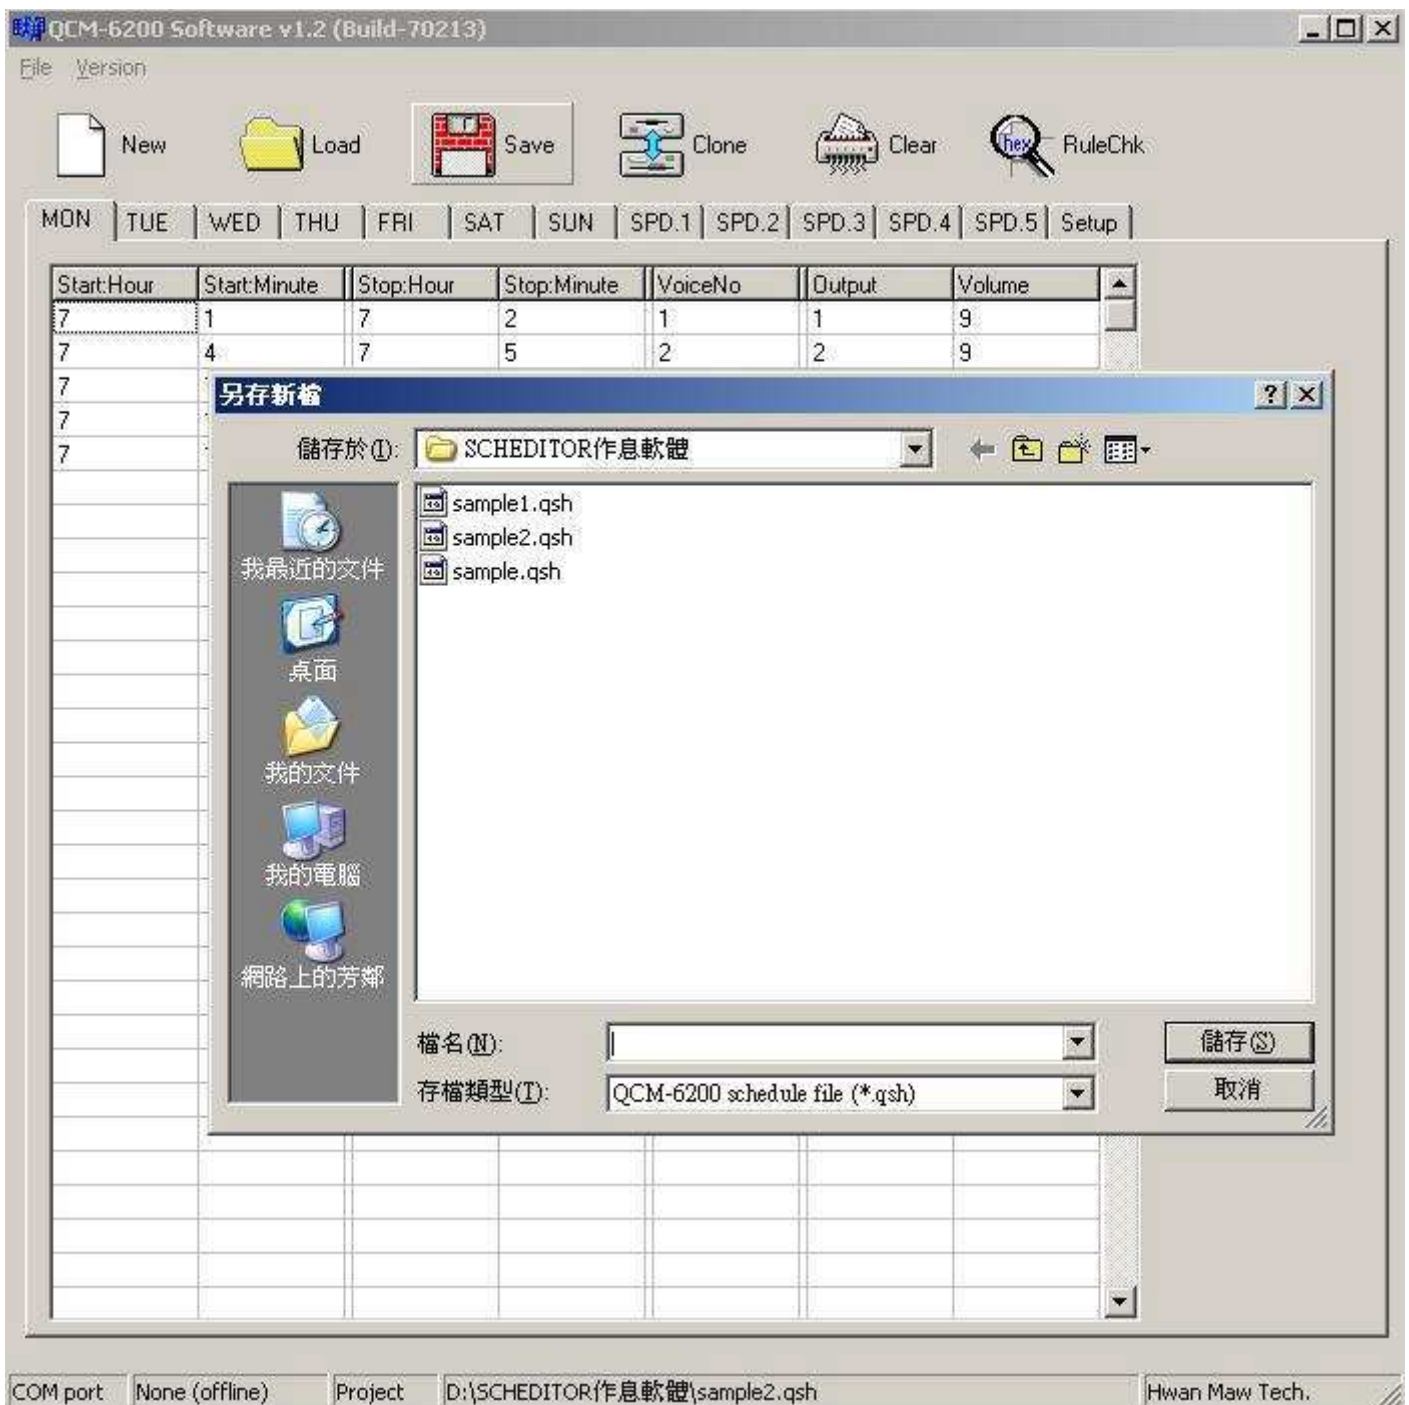 QCM-6200 Software v1.2 (Build-70213)
File Version
New Load Save Clone Clear hex RuleChk
MON TUE WED THU FRI SAT SUN SPD.1 SPD.2 SPD.3 SPD.4 SPD.5 Setup
Start:Hour Start:Minute Stop:Hour Stop:Minute VoiceNo Output Volume
7 1 7 2 1 1 9
7 4 7 5 2 2 9
7
7
7
另存新檔
儲存於(I): SCHEDITOR作息軟體
sample1.qsh
sample2.qsh
sample.qsh
我最近的文件
桌面
我的文件
我的電腦
網路上的芳鄰
檔名(N): 儲存(S)
存檔類型(T): QCM-6200 schedule file (*.qsh) 取消
COM port None (offline) Project D:\SCHEDITOR作息軟體\sample2.qsh Hwan Maw Tech.